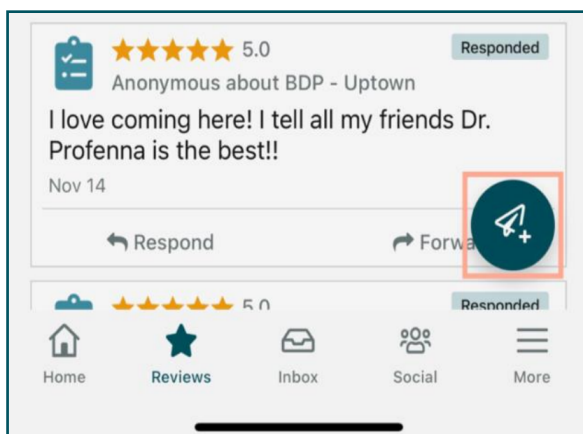 5.0
Responded
Anonymous about BDP - Uptown
I love coming here! I tell all my friends Dr.
Profenna is the best!!
Nov 14
Respond
Forwa
5.0
Responded
Home
Reviews
Inbox
Social
More